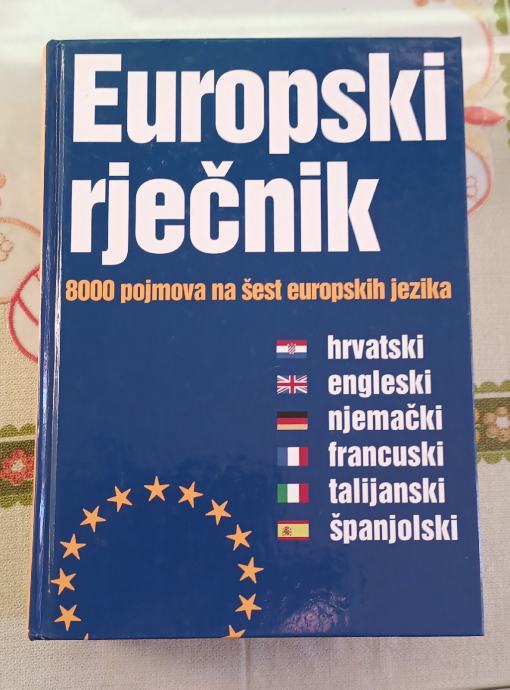 Europski
rječnik
8000 pojmova na šest europskih jezika
hrvatski
engleski
njemački
francuski
talijanski
španjolski